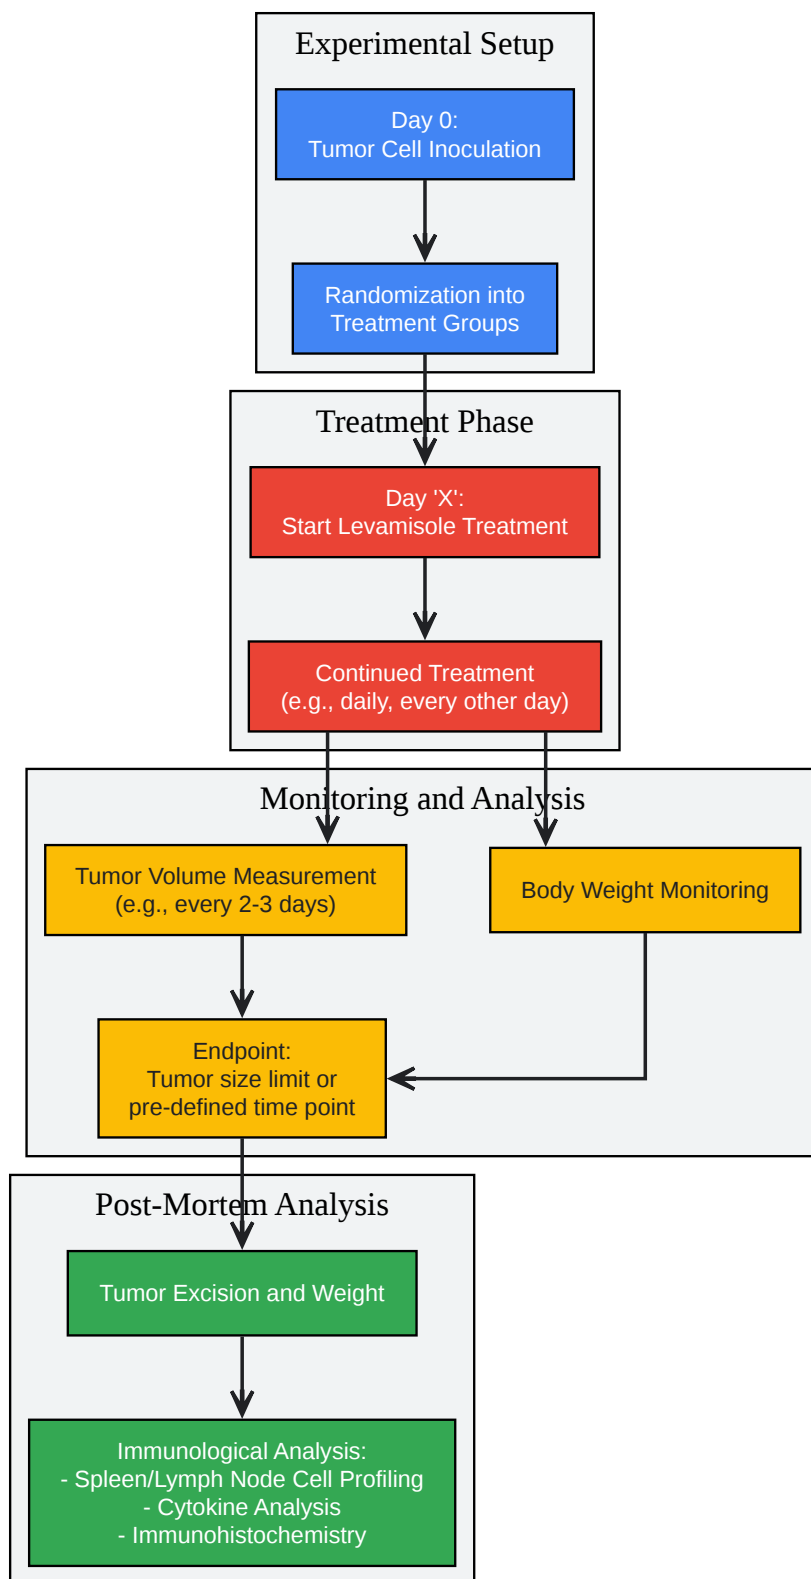 Experimental Setup
Day 0:
Tumor Cell Inoculation
Randomization into
Treatment Groups
Treatment Phase
Day 'X':
Start Levamisole Treatment
Continued Treatment
(e.g., daily, every other day)
Monitoring and Analysis
Tumor Volume Measurement
(e.g., every 2-3 days)
Body Weight Monitoring
Endpoint:
Tumor size limit or
pre-defined time point
Post-Mortem Analysis
Tumor Excision and Weight
Immunological Analysis:
- Spleen/Lymph Node Cell Profiling
- Cytokine Analysis
- Immunohistochemistry